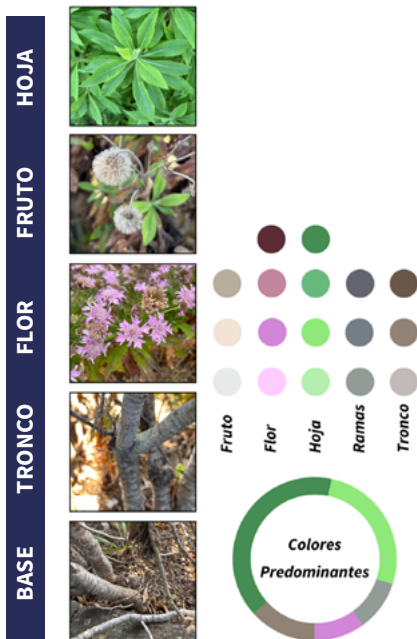 HOJA
FRUTO
FLOR
TRONCO
BASE
Fruto
Flor
Hoja
Ramas
Tronco
Colores
Predominantes